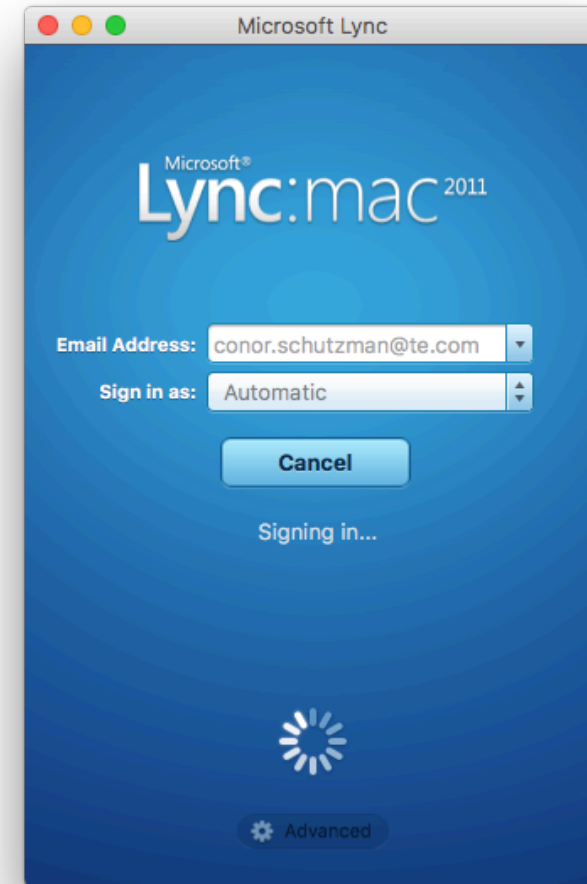 Microsoft Lync
Microsoft®
Lync:mac 2011
Email Address: conor.schutzman@te.com
Sign in as: Automatic
Cancel
Signing in...
Advanced